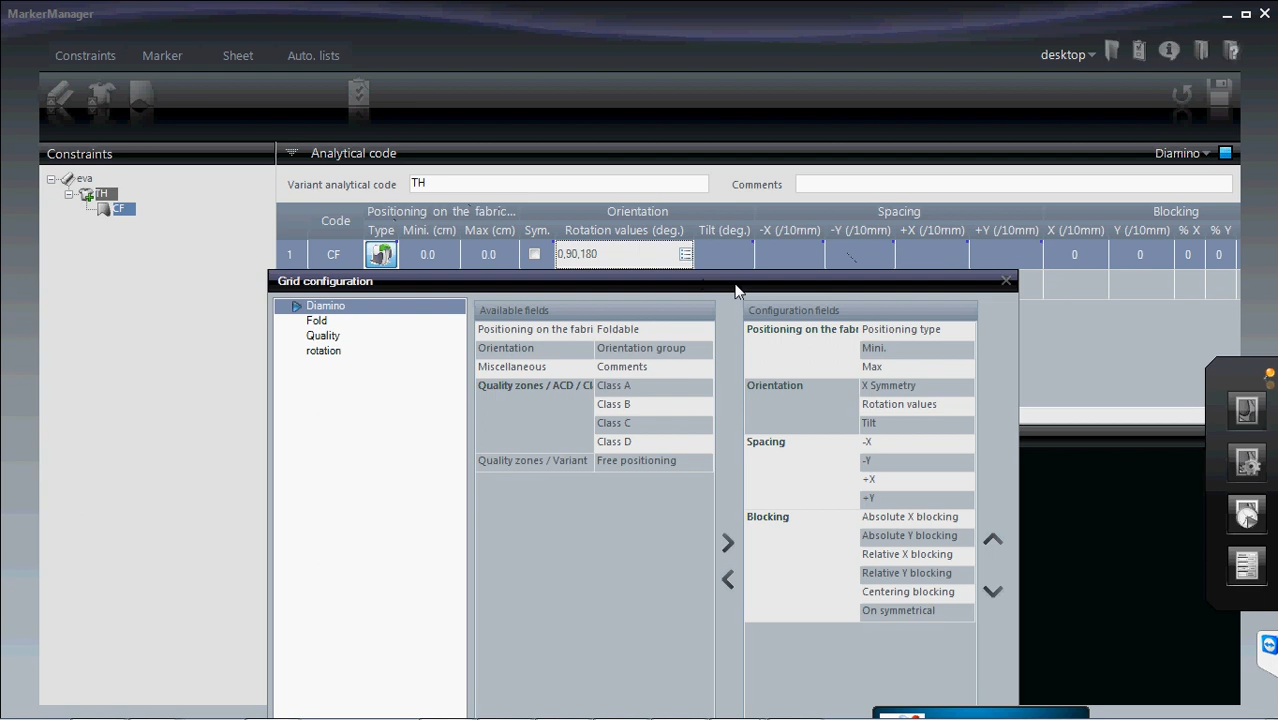 MarkerManager
Constraints Marker Sheet Auto. lists
desktop
Constraints
Analytical code Diamino
eva
TH
CF
Variant analytical code TH Comments
Code Positioning on the fabric... Orientation Spacing Blocking
Type Mini. (cm) Max (cm) Sym. Rotation values (deg.) Tilt (deg.) -X (/10mm) -Y (/10mm) +X (/10mm) +Y (/10mm) X (/10mm) Y (/10mm) % X % Y
1 CF 0.0 0.0 0,90,180 0 0 0 0
Grid configuration
Diamino
Fold
Quality
rotation
Available fields
Positioning on the fabri Foldable
Orientation Orientation group
Miscellaneous Comments
Quality zones / ACD / Cl Class A
Class B
Class C
Class D
Quality zones / Variant Free positioning
Configuration fields
Positioning on the fabr Positioning type
Mini.
Max
Orientation X Symmetry
Rotation values
Tilt
Spacing -X
-Y
+X
+Y
Blocking Absolute X blocking
Absolute Y blocking
Relative X blocking
Relative Y blocking
Centering blocking
On symmetrical